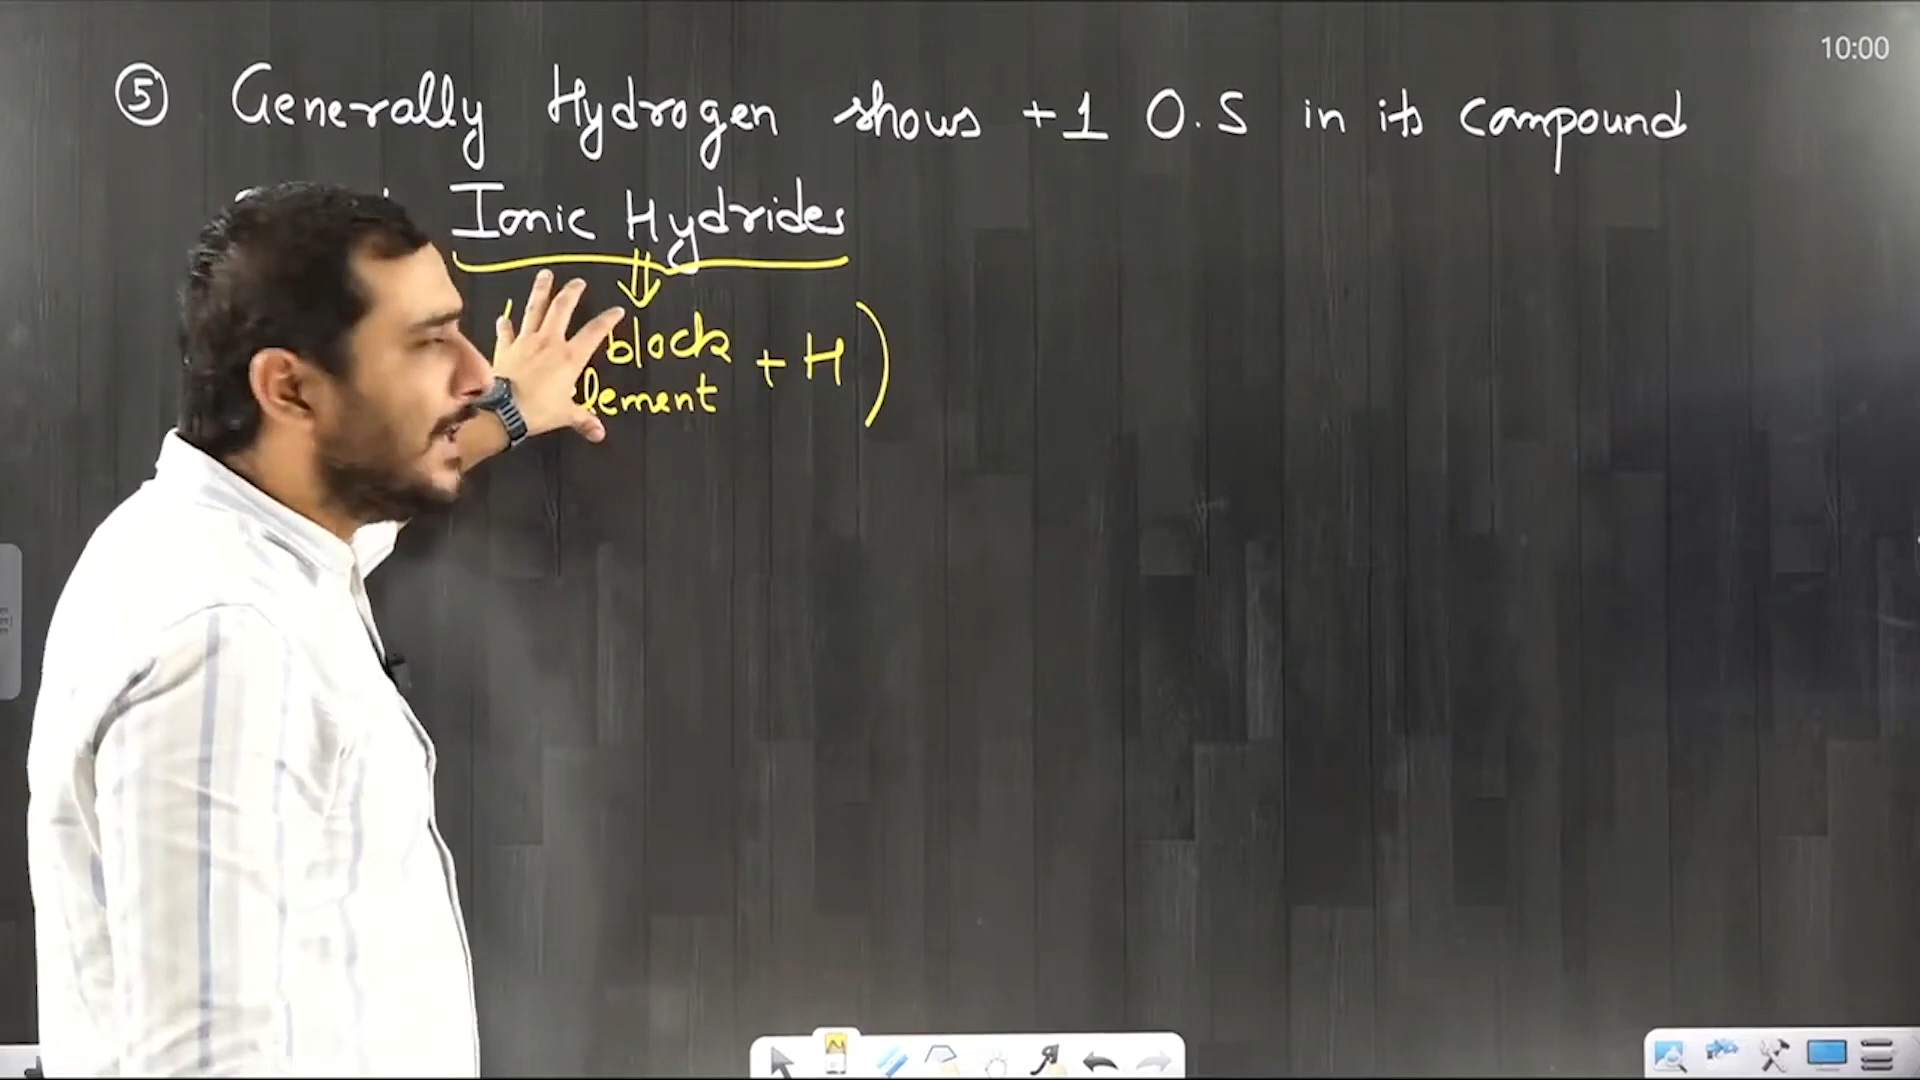 10:00
⑤ Generally Hydrogen shows +1 O.S in its compound
Ionic Hydrides
⇓
block + H )
element